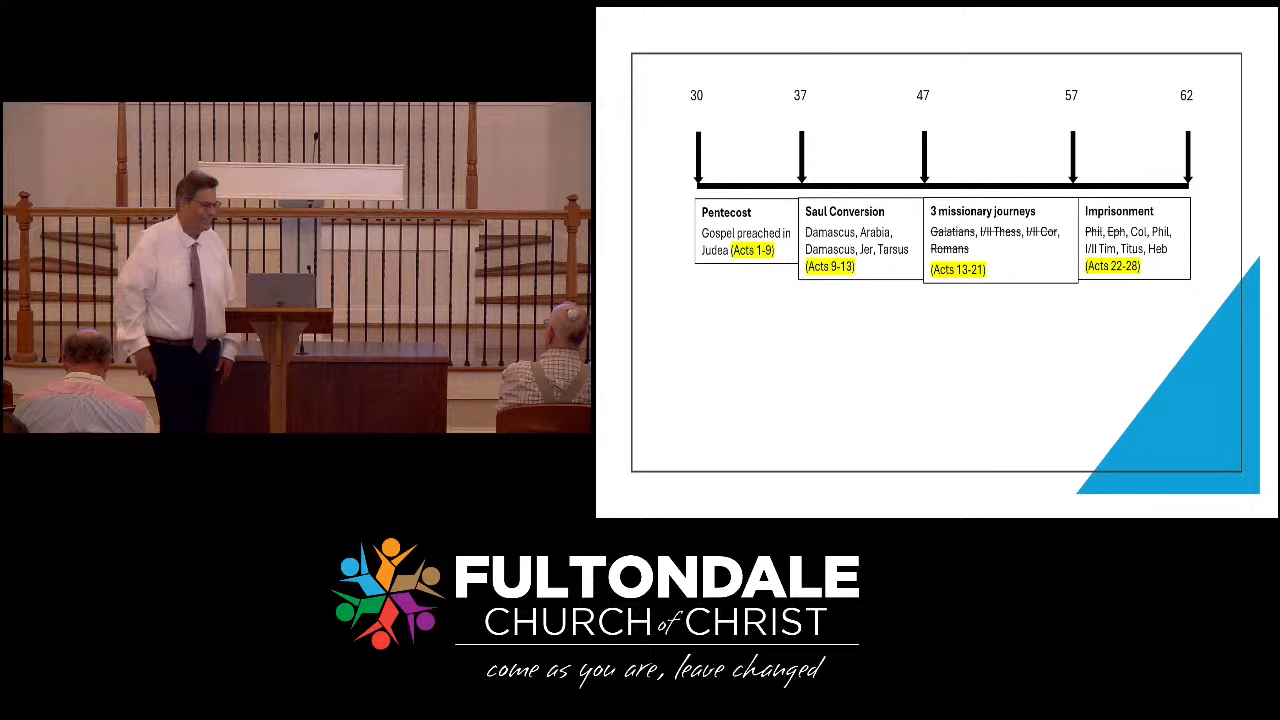 30 37 47 57 62
Pentecost
Gospel preached in
Judea (Acts 1-9)
Saul Conversion
Damascus, Arabia,
Damascus, Jer, Tarsus
(Acts 9-13)
3 missionary journeys
Galatians, I/II Thess, I/II Cor,
Romans
(Acts 13-21)
Imprisonment
Phil, Eph, Col, Phil,
I/II Tim, Titus, Heb
(Acts 22-28)
FULTONDALE
CHURCH of CHRIST
come as you are, leave changed